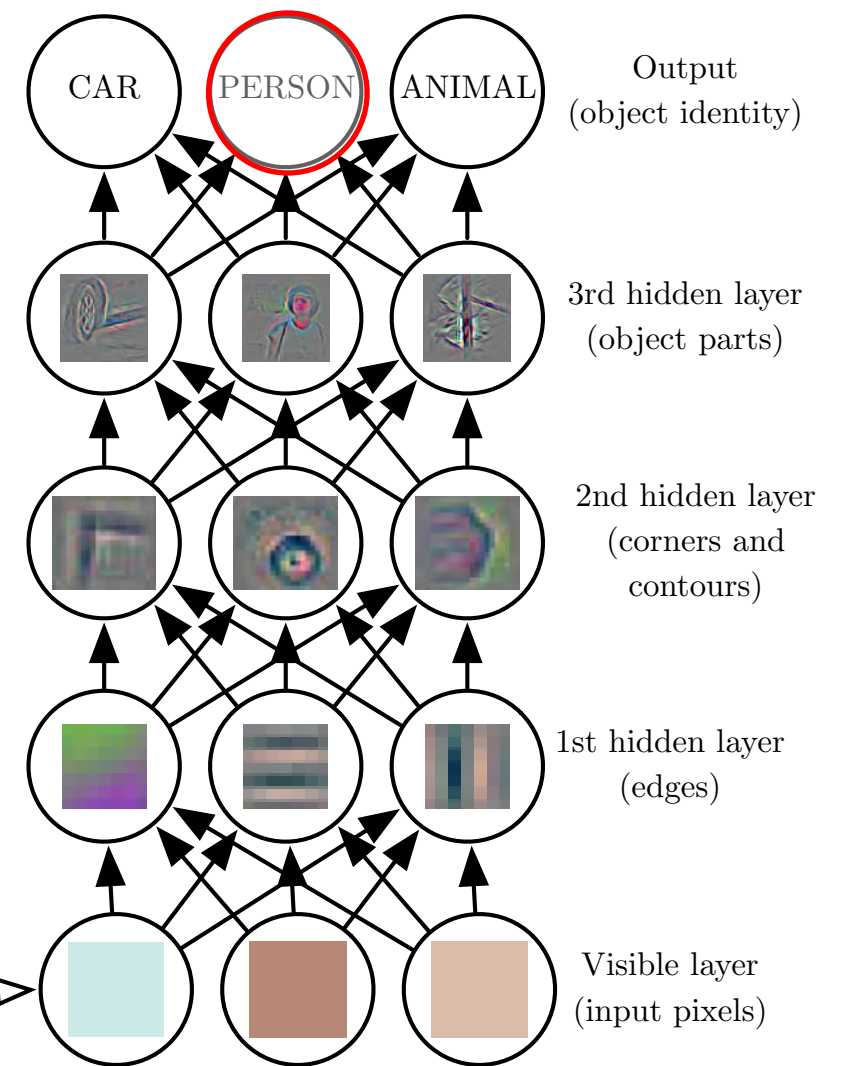 CAR PERSON ANIMAL
Output
(object identity)
3rd hidden layer
(object parts)
2nd hidden layer
(corners and
contours)
1st hidden layer
(edges)
Visible layer
(input pixels)